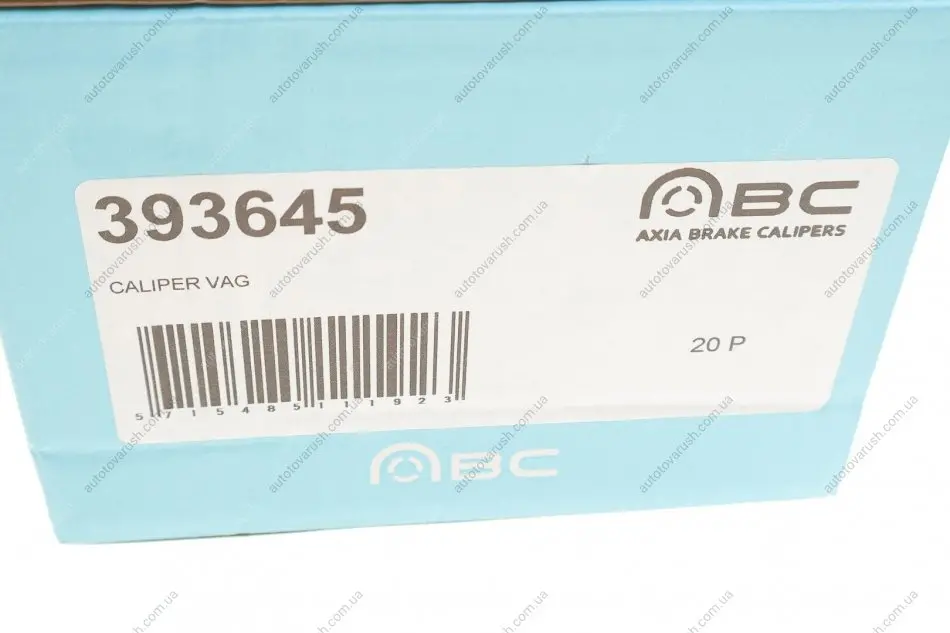 393645
ABC
AXIA BRAKE CALIPERS
CALIPER VAG
20 P
5715485111923
ABC
autotovarush.com.ua